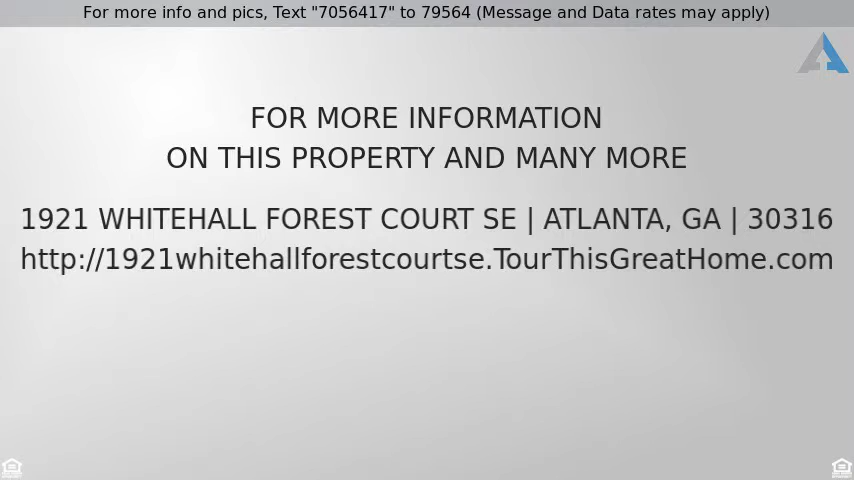 For more info and pics, Text "7056417" to 79564 (Message and Data rates may apply)
FOR MORE INFORMATION
ON THIS PROPERTY AND MANY MORE
1921 WHITEHALL FOREST COURT SE | ATLANTA, GA | 30316
http://1921whitehallforestcourtse.TourThisGreatHome.com